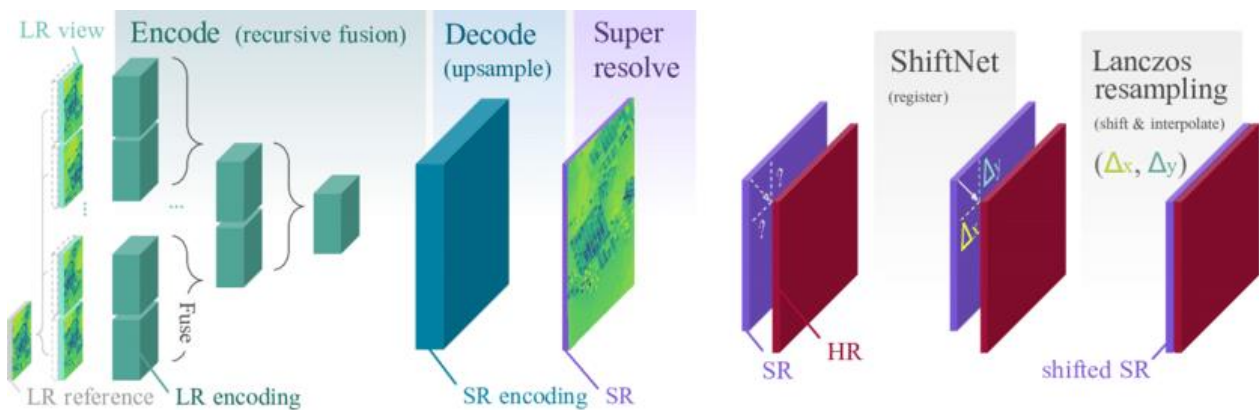 LR view
Encode (recursive fusion)
Decode
(upsample)
Super
resolve
...
...
Fuse
LR reference
LR encoding
SR encoding
SR
ShiftNet
(register)
Lanczos
resampling
(shift & interpolate)
(Δx, Δy)
?
?
Δy
Δx
SR
HR
shifted SR